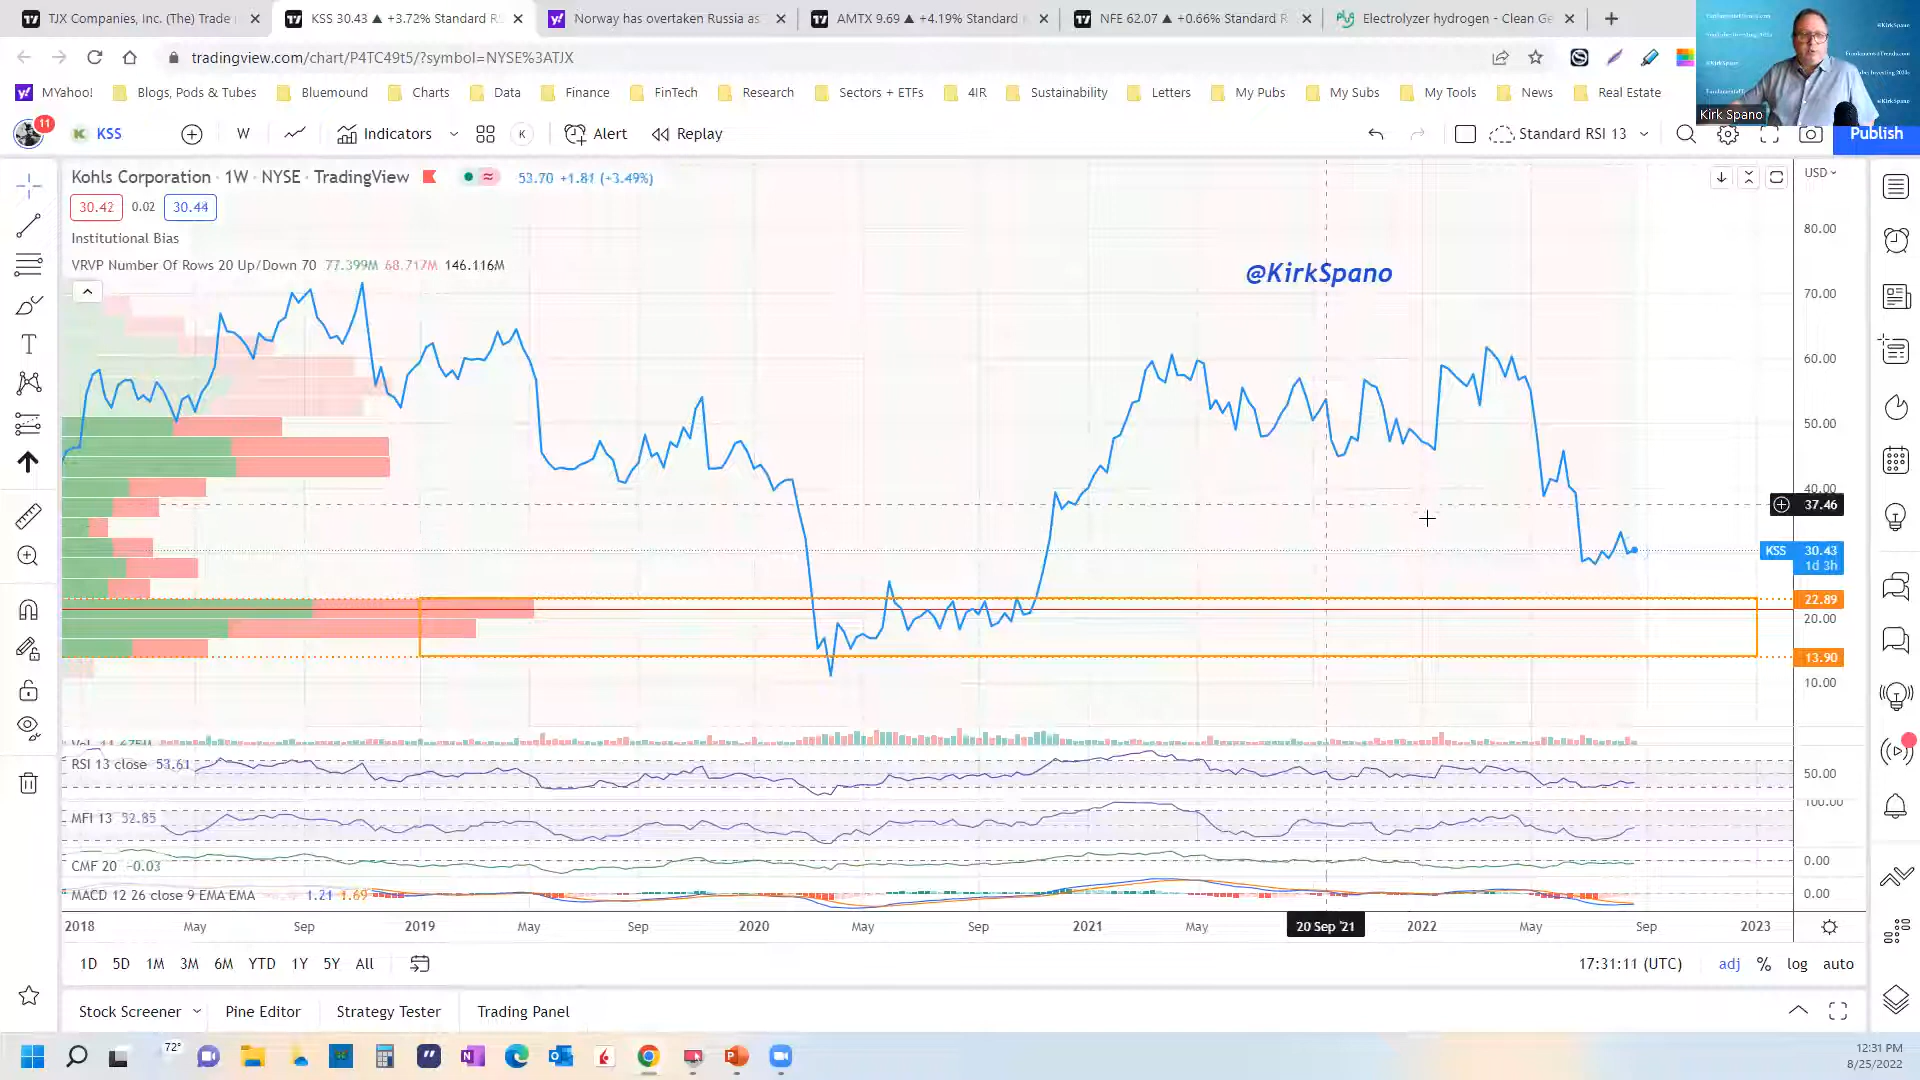 TJX Companies, Inc. (The) Trade
KSS 30.43 ▲ +3.72% Standard R
Norway has overtaken Russia as
AMTX 9.69 ▲ +4.19% Standard
NFE 62.07 ▲ +0.66% Standard R
Electrolyzer hydrogen - Clean Ge
tradingview.com/chart/P4TC49t5/?symbol=NYSE%3ATJX
MYahoo!
Blogs, Pods & Tubes
Bluemound
Charts
Data
Finance
FinTech
Research
Sectors + ETFs
4IR
Sustainability
Letters
My Pubs
My Subs
My Tools
News
Real Estate
@KirkSpano
Kirk Spano
11
KSS
W
Indicators
K
Alert
Replay
Standard RSI 13
Publish
Kohls Corporation · 1W · NYSE · TradingView
53.70 +1.81 (+3.49%)
USD
30.42
0.02
30.44
Institutional Bias
VRVP Number Of Rows 20 Up/Down 70 77.399M 68.717M 146.116M
@KirkSpano
80.00
70.00
60.00
50.00
40.00
37.46
KSS 30.43
1d 3h
22.89
20.00
13.90
10.00
Vol 11.675M
RSI 13 close 53.61
50.00
100.00
MFI 13 52.85
CMF 20 -0.03
0.00
MACD 12 26 close 9 EMA EMA 1.21 1.69
0.00
2018 May Sep 2019 May Sep 2020 May Sep 2021 May 20 Sep '21 2022 May Sep 2023
1D 5D 1M 3M 6M YTD 1Y 5Y All
17:31:11 (UTC)
adj % log auto
Stock Screener
Pine Editor
Strategy Tester
Trading Panel
72°
12:31 PM
8/25/2022